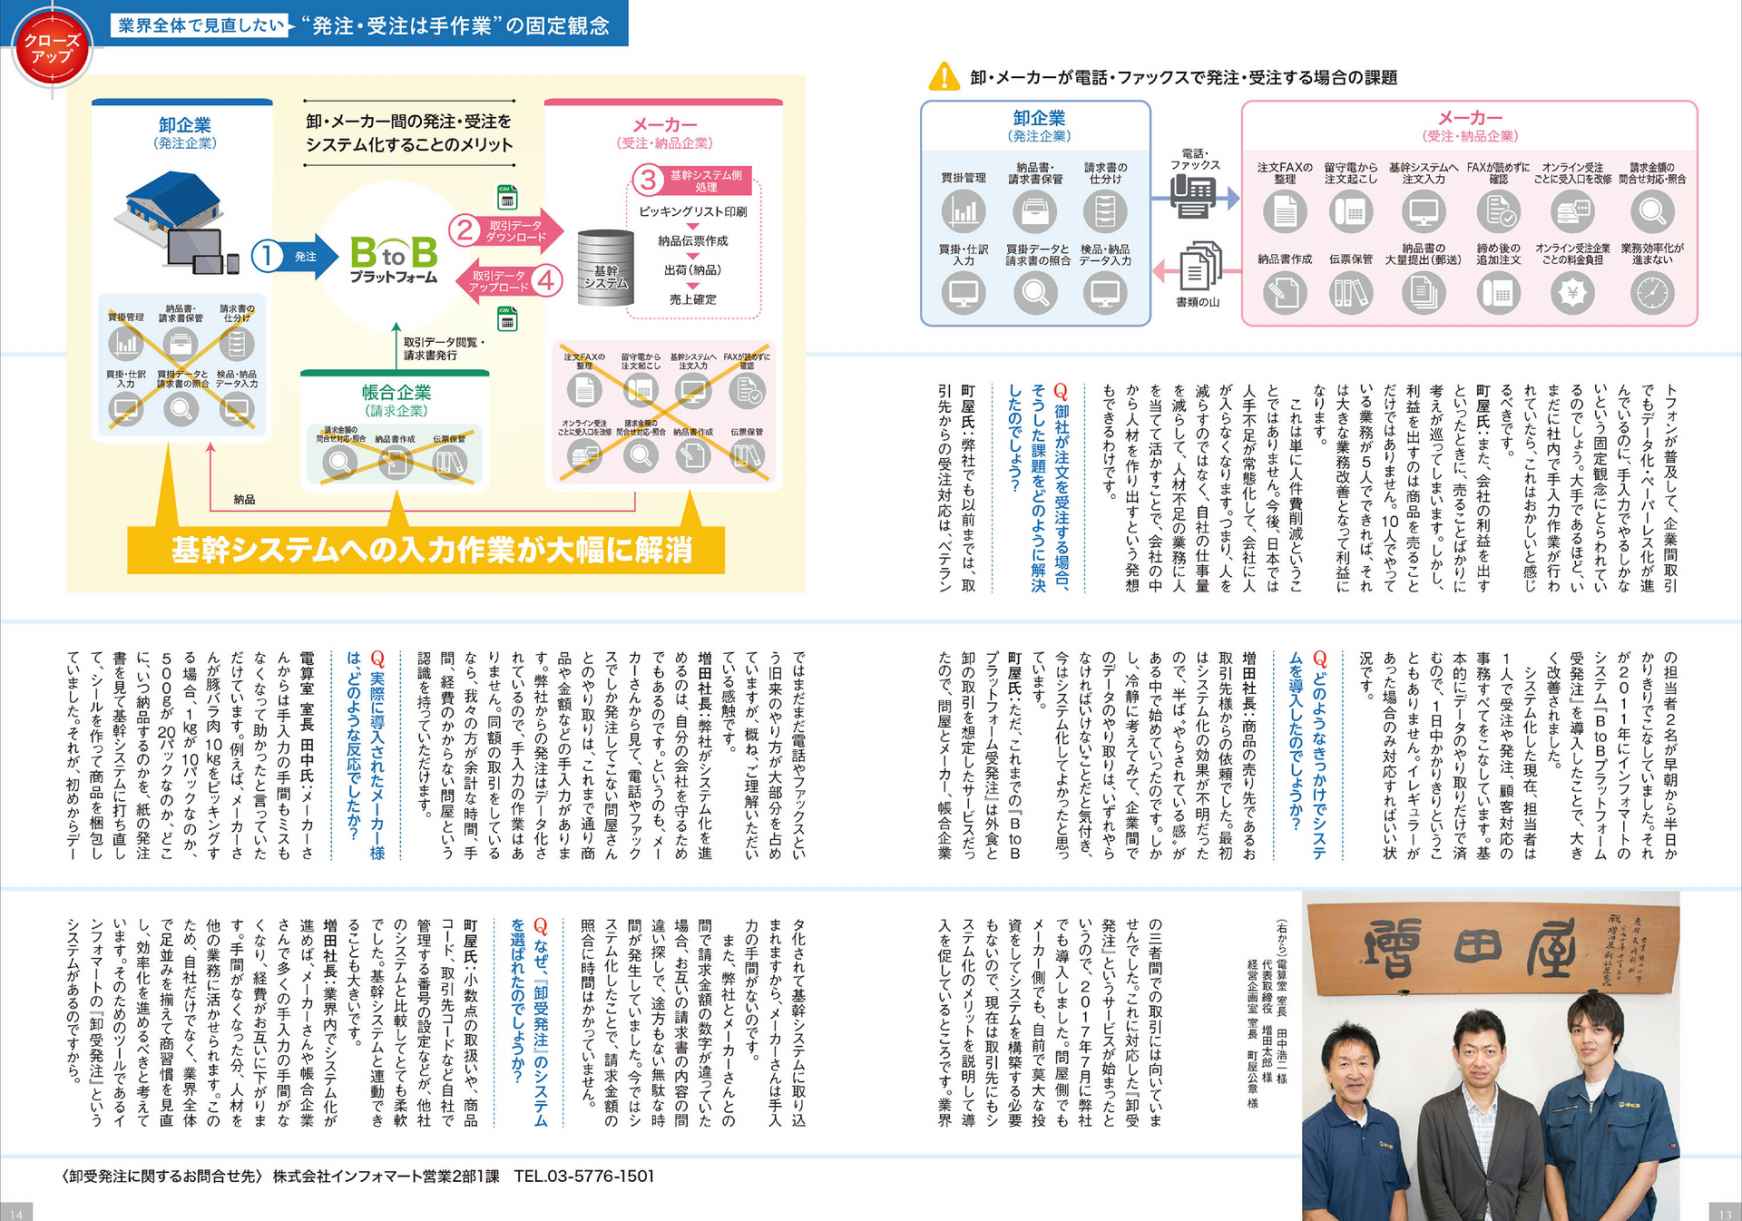 クローズ
アップ
業界全体で見直したい
“発注・受注は手作業”の固定観念
卸・メーカーが電話・ファックスで発注・受注する場合の課題
卸企業
(発注企業)
買掛管理
納品書・
請求書保管
請求書の
仕分け
買掛・仕訳
入力
買掛データと
請求書の照合
検品・納品
データ入力
電話・
ファックス
書類の山
メーカー
(受注・納品企業)
注文FAXの
整理
留守電から
注文起こし
基幹システムへ
注文入力
FAXが読めずに
確認
オンライン受注
ごとに受入口を改修
請求金額の
問合せ対応・照合
納品書作成
伝票保管
納品書の
大量提出(郵送)
締め後の
追加注文
オンライン受注企業
ごとの料金負担
業務効率化が
進まない
トフォンが普及して、企業間取引
でもデータ化・ペーパーレス化が進
んでいるのに、手入力でやるしかな
いという固定観念にとらわれてい
るのでしょう。大手であるほど、い
まだに社内で手入力作業が行わ
れていたら、これはおかしいと感じ
るべきです。
町屋氏：また、会社の利益を出す
といったときに、売ることばかりに
考えが巡ってしまいます。しかし、
利益を出すのは商品を売ること
だけではありません。10人でやって
いる業務が5人でできれば、それ
は大きな業務改善となって利益に
なります。
これは単に人件費削減というこ
とではありません。今後、日本では
人手不足が常態化して、会社に人
が入らなくなります。つまり、人を
減らすのではなく、自社の仕事量
を減らして、人材不足の業務に人
を当てて活かすことで、会社の中
から人材を作り出すという発想
もできるわけです。
Q 御社が注文を受注する場合、
そうした課題をどのように解決
したのでしょう？
町屋氏：弊社でも以前までは、取
引先からの受注対応は、ベテラン
の担当者2名が早朝から半日か
かりきりでこなしていました。それ
が2011年にインフォマートの
システム『BtoBプラットフォーム
受発注』を導入したことで、大き
く改善されました。
システム化した現在、担当者は
1人で受注や発注、顧客対応の
事務すべてをこなしています。基
本的にデータのやり取りだけで済
むので、1日中かかりきりというこ
ともありません。イレギュラーが
あった場合のみ対応すればいい状
況です。
Q どのようなきっかけでシステ
ムを導入したのでしょうか？
増田社長：商品の売り先であるお
取引先様からの依頼でした。最初
はシステム化の効果が不明だった
ので、半ば〝やらされている感〟が
ある中で始めていったのです。しか
し、冷静に考えてみて、企業間で
のデータのやり取りは、いずれやら
なければいけないことだと気付き、
今はシステム化してよかったと思っ
ています。
町屋氏：ただ、これまでの『BtoB
プラットフォーム受発注』は外食と
卸の取引を想定したサービスだっ
たので、問屋とメーカー、帳合企業
の三者間での取引には向いていま
せんでした。これに対応した『卸受
発注』というサービスが始まったと
いうので、2017年7月に弊社
でも導入しました。問屋側でも
メーカー側でも、自前で莫大な投
資をしてシステムを構築する必要
もないので、現在は取引先にもシ
ステム化のメリットを説明して導
入を促しているところです。業界
増田屋
(右から)電算室 室長 田中浩二様
代表取締役 増田太郎様
経営企画室 室長 町屋公章様
13
卸・メーカー間の発注・受注を
システム化することのメリット
卸企業
(発注企業)
① 発注
BtoB
プラットフォーム
② 取引データ
ダウンロード
③ 基幹システム側
処理
メーカー
(受注・納品企業)
ピッキングリスト印刷
納品伝票作成
出荷(納品)
売上確定
基幹
システム
取引データ
アップロード ④
取引データ閲覧・
請求書発行
帳合企業
(請求企業)
請求金額の
問合せ対応・照合
納品書作成
伝票保管
買掛管理
納品書・
請求書保管
請求書の
仕分け
買掛・仕訳
入力
買掛データと
請求書の照合
検品・納品
データ入力
注文FAXの
整理
留守電から
注文起こし
基幹システムへ
注文入力
FAXが読めずに
確認
オンライン受注
ごとに受入口を改修
請求金額の
問合せ対応・照合
納品書作成
伝票保管
納品
基幹システムへの入力作業が大幅に解消
ではまだまだ電話やファックスとい
う旧来のやり方が大部分を占め
ていますが、概ね、ご理解いただい
ている感触です。
増田社長：弊社がシステム化を進
めるのは、自分の会社を守るため
でもあるのです。というのも、メー
カーさんから見て、電話やファック
スでしか発注してこない問屋さん
とのやり取りは、これまで通り商
品や金額などの手入力がありま
す。弊社からの発注はデータ化さ
れているので、手入力の作業はあ
りません。同額の取引をしている
なら、我々の方が余計な時間、手
間、経費のかからない問屋という
認識を持っていただけます。
Q 実際に導入されたメーカー様
は、どのような反応でしたか？
電算室 室長 田中氏：メーカーさ
んからは手入力の手間もミスも
なくなって助かったと言っていた
だけています。例えば、メーカーさ
んが豚バラ肉10kgをピッキングす
る場合、1kgが10パックなのか、
500gが20パックなのか、どこ
に、いつ納品するのかを、紙の発注
書を見て基幹システムに打ち直し
て、シールを作って商品を梱包し
ていました。それが、初めからデー
タ化されて基幹システムに取り込
まれますから、メーカーさんは手入
力の手間がないのです。
また、弊社とメーカーさんとの
間で請求金額の数字が違っていた
場合、お互いの請求書の内容の間
違い探しで、途方もない無駄な時
間が発生していました。今ではシ
ステム化したことで、請求金額の
照合に時間はかかっていません。
Q なぜ、『卸受発注』のシステム
を選ばれたのでしょうか？
町屋氏：小数点の取扱いや、商品
コード、取引先コードなど自社で
管理する番号の設定などが、他社
のシステムと比較してとても柔軟
でした。基幹システムと連動でき
ることも大きいです。
増田社長：業界内でシステム化が
進めば、メーカーさんや帳合企業
さんで多くの手入力の手間がな
くなり、経費がお互いに下がりま
す。手間がなくなった分、人材を
他の業務に活かせられます。この
ため、自社だけでなく、業界全体
で足並みを揃えて商習慣を見直
し、効率化を進めるべきと考えて
います。そのためのツールであるイ
ンフォマートの『卸受発注』という
システムがあるのですから。
〈卸受発注に関するお問合せ先〉 株式会社インフォマート営業2部1課 TEL.03-5776-1501
14